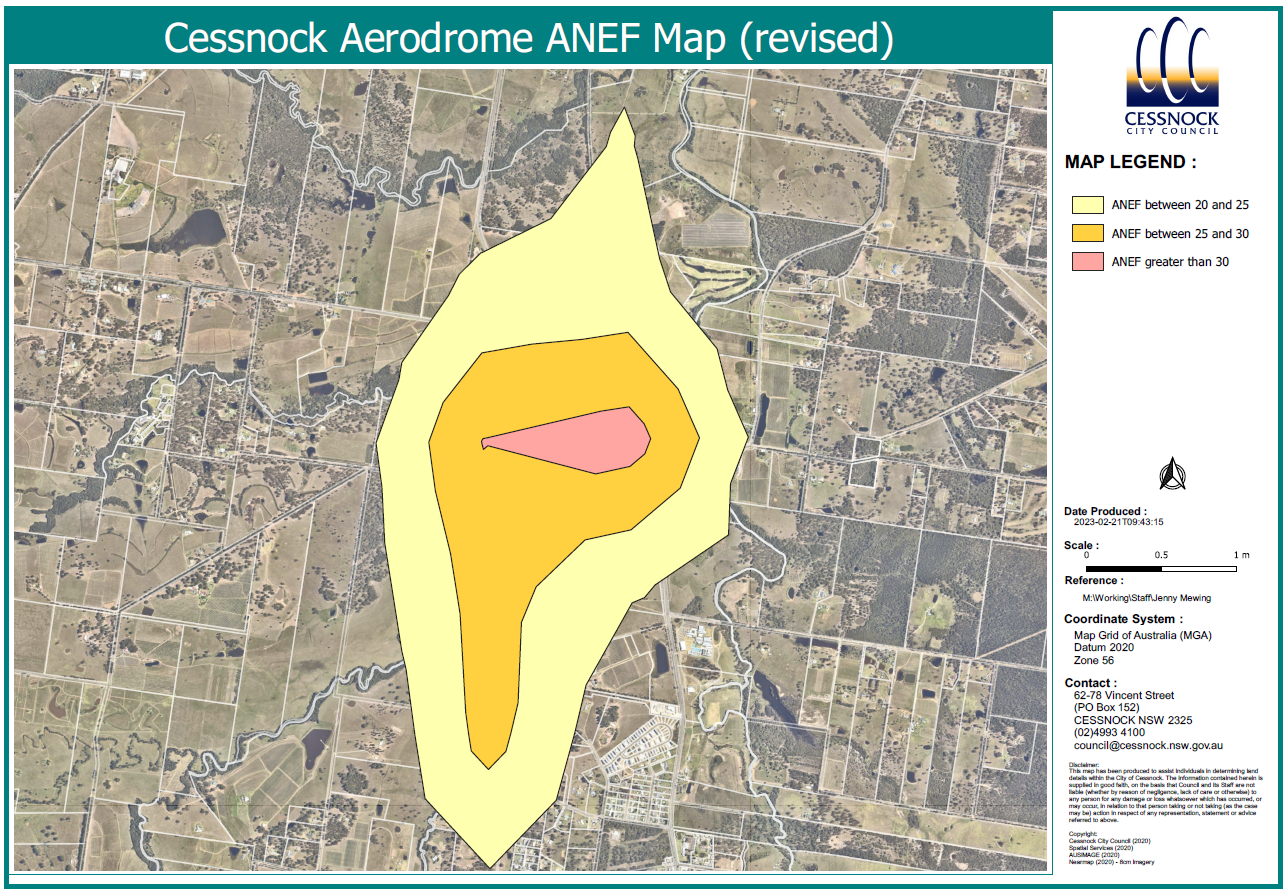 Cessnock Aerodrome ANEF Map (revised)
CESSNOCK
CITY COUNCIL
MAP LEGEND :
ANEF between 20 and 25
ANEF between 25 and 30
ANEF greater than 30
Date Produced :
2023-02-21T09:43:15
Scale :
0 0.5 1 m
Reference :
M:\Working\Staff\Jenny Mewing
Coordinate System :
Map Grid of Australia (MGA)
Datum 2020
Zone 56
Contact :
62-78 Vincent Street
(PO Box 152)
CESSNOCK NSW 2325
(02)4993 4100
council@cessnock.nsw.gov.au
Disclaimer:
This map has been produced to assist individuals in determining land
details within the City of Cessnock. The information contained herein is
supplied in good faith, on the basis that Council and its Staff are not
liable (whether by reason of negligence, lack of care or otherwise) to
any person for any damage or loss whatsoever which has occurred, or
may occur, in relation to that person taking or not taking (as the case
may be) action in respect of any representation, statement or advice
referred to above.
Copyright:
Cessnock City Council (2020)
Spatial Services (2020)
AUSIMAGE (2020)
Nearmap (2020) - 8cm Imagery